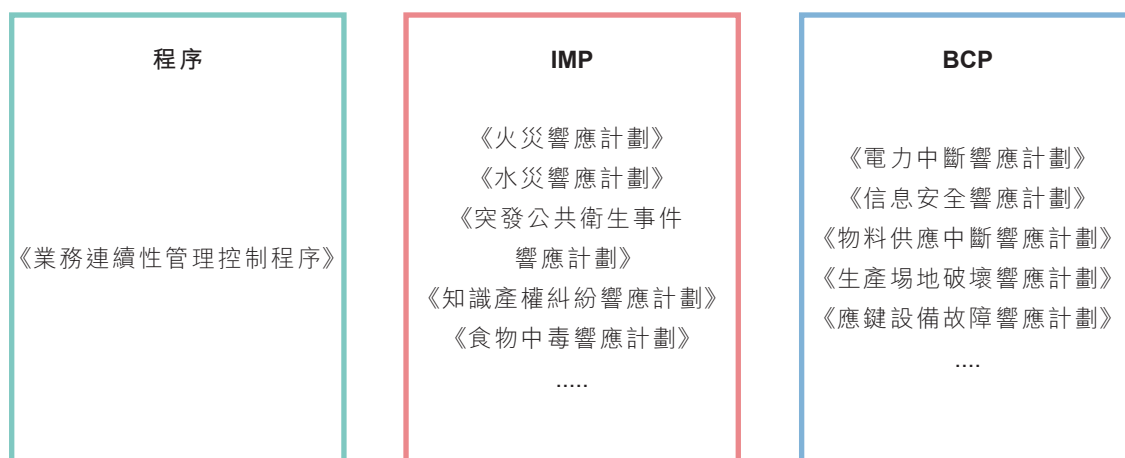 程序
《業務連續性管理控制程序》
IMP
《火災響應計劃》
《水災響應計劃》
《突發公共衛生事件
響應計劃》
《知識產權糾紛響應計劃》
《食物中毒響應計劃》
.....
BCP
《電力中斷響應計劃》
《信息安全響應計劃》
《物料供應中斷響應計劃》
《生產場地破壞響應計劃》
《應鍵設備故障響應計劃》
....